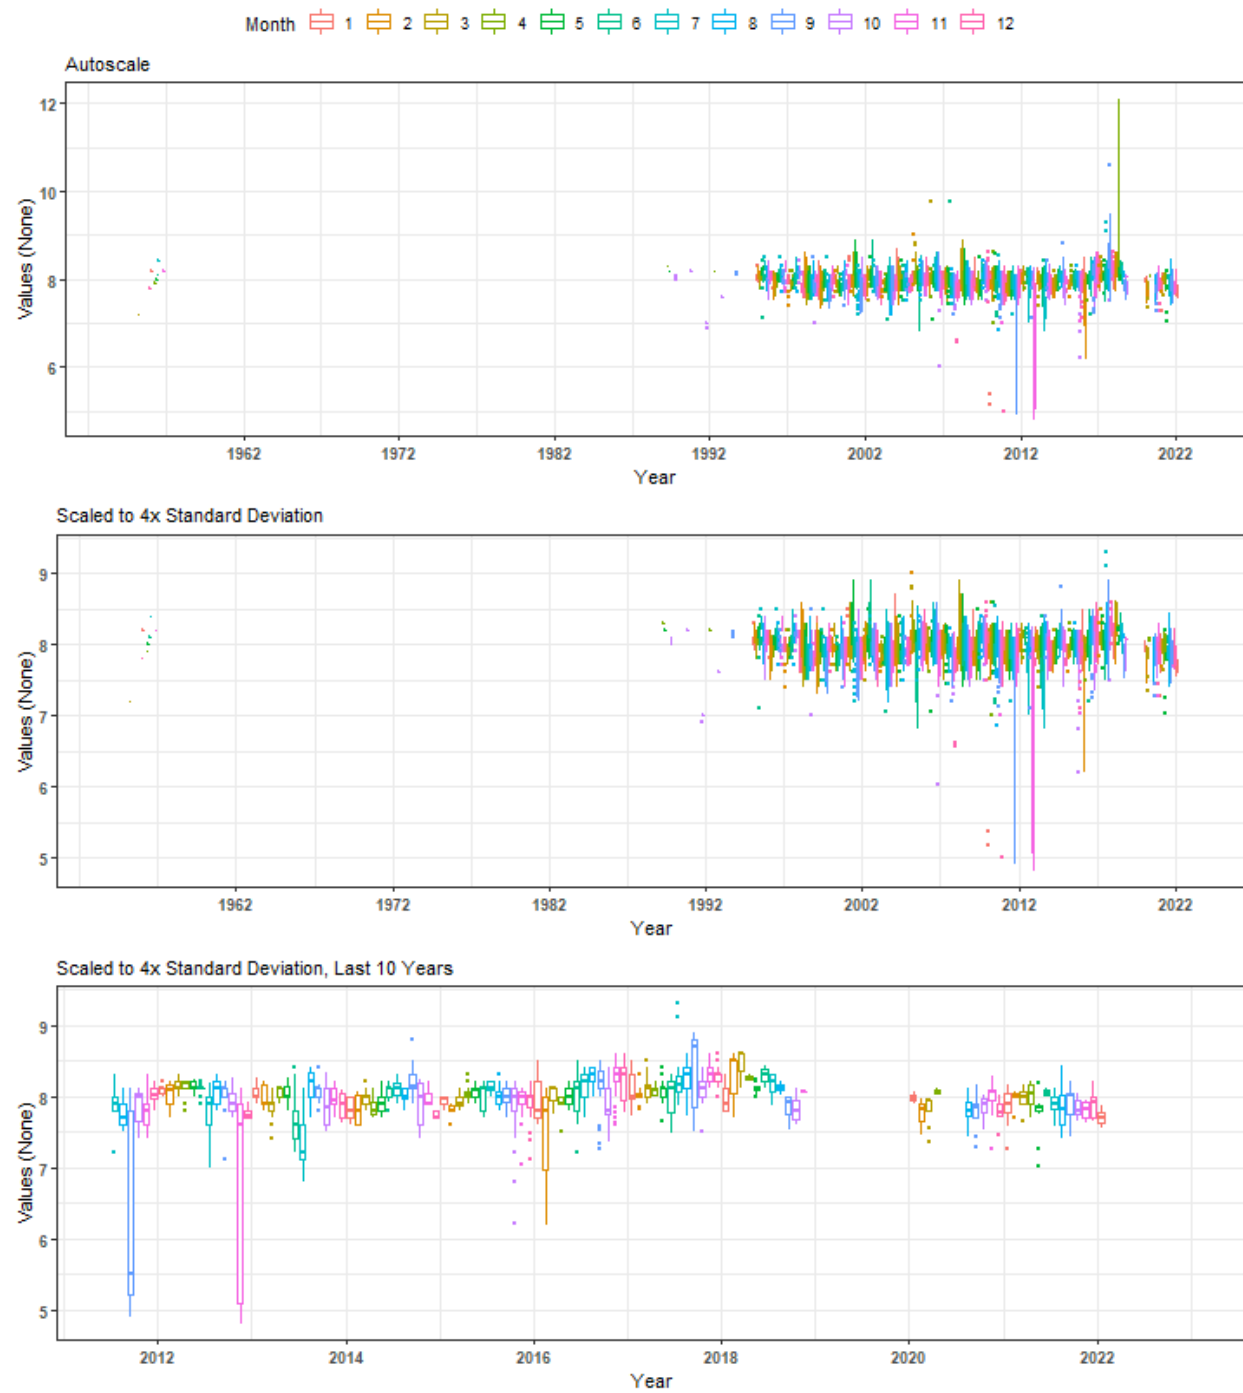 Month 1 2 3 4 5 6 7 8 9 10 11 12
Autoscale
12
10
8
6
Values (None)
1962 1972 1982 1992 2002 2012 2022
Year
Scaled to 4x Standard Deviation
9
8
7
6
5
Values (None)
1962 1972 1982 1992 2002 2012 2022
Year
Scaled to 4x Standard Deviation, Last 10 Years
9
8
7
6
5
Values (None)
2012 2014 2016 2018 2020 2022
Year